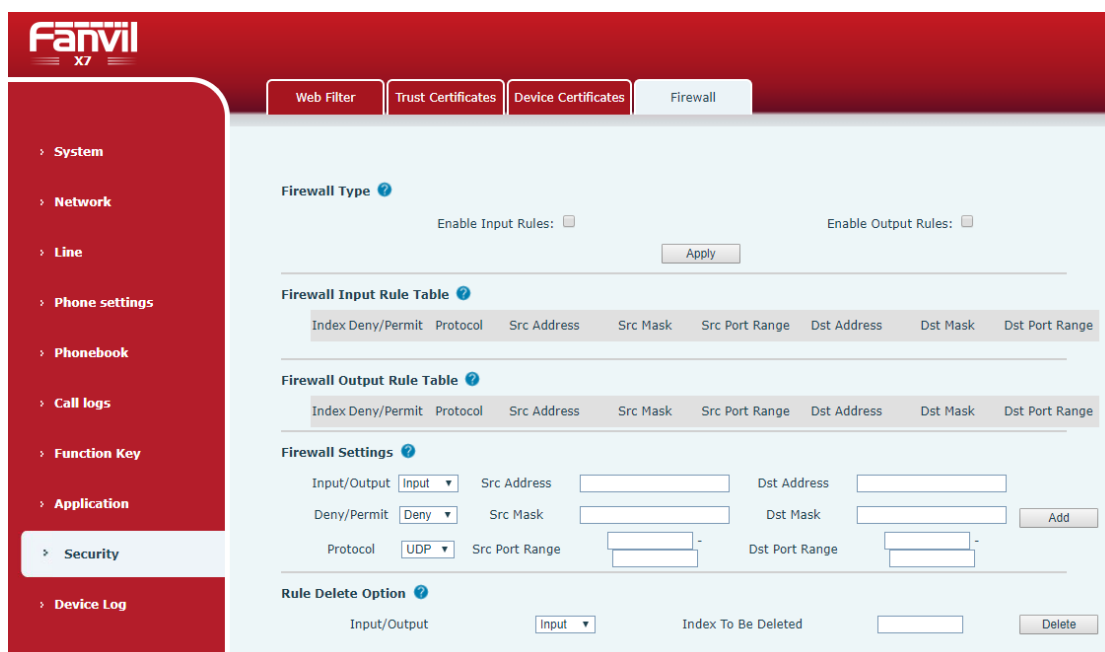 Fanvil
X7
Web Filter Trust Certificates Device Certificates Firewall
› System
› Network
› Line
› Phone settings
› Phonebook
› Call logs
› Function Key
› Application
› Security
› Device Log
Firewall Type ?
Enable Input Rules: Enable Output Rules:
Apply
Firewall Input Rule Table ?
Index Deny/Permit Protocol Src Address Src Mask Src Port Range Dst Address Dst Mask Dst Port Range
Firewall Output Rule Table ?
Index Deny/Permit Protocol Src Address Src Mask Src Port Range Dst Address Dst Mask Dst Port Range
Firewall Settings ?
Input/Output Input ▼ Src Address Dst Address
Deny/Permit Deny ▼ Src Mask Dst Mask Add
Protocol UDP ▼ Src Port Range - Dst Port Range -
Rule Delete Option ?
Input/Output Input ▼ Index To Be Deleted Delete